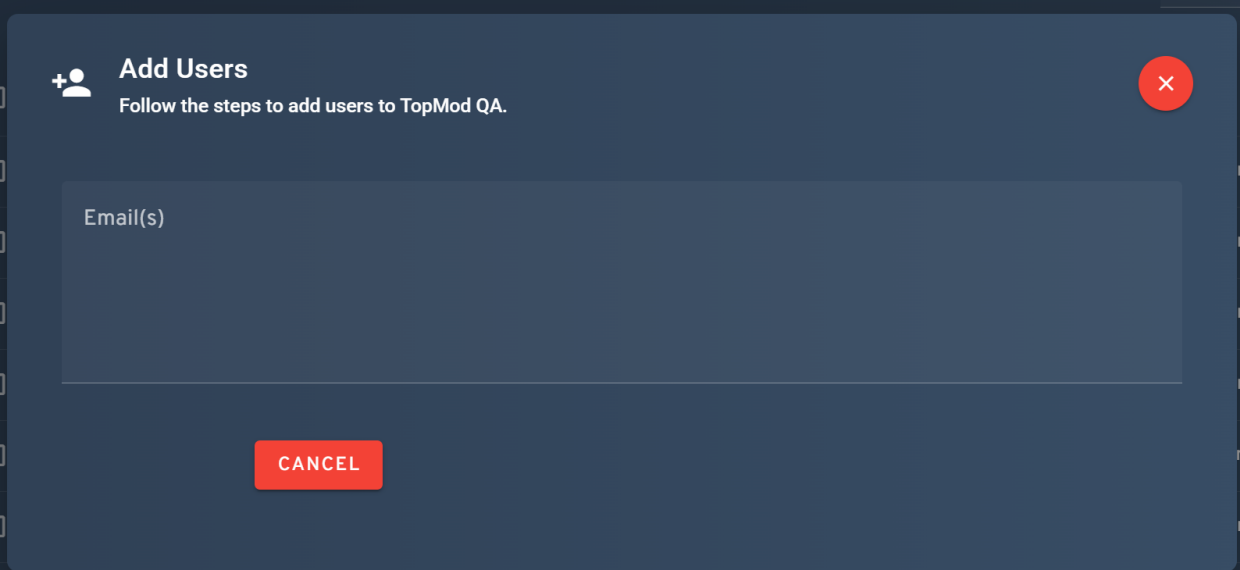 Add Users
Follow the steps to add users to TopMod QA.
Email(s)
CANCEL